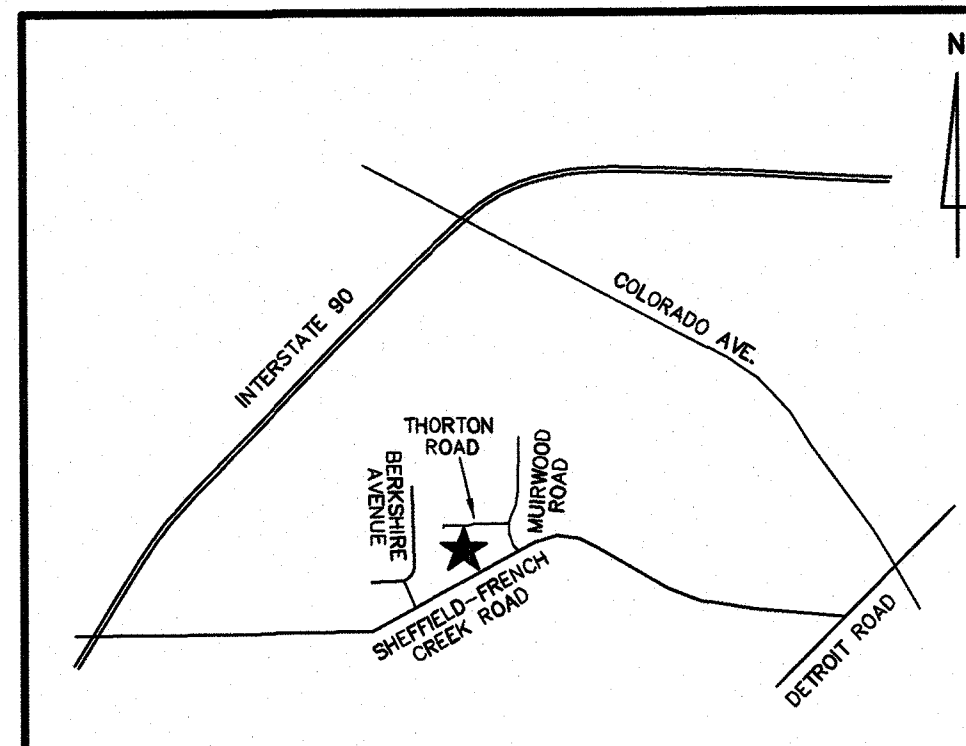 N
INTERSTATE 90
COLORADO AVE.
THORTON
ROAD
BERKSHIRE
AVENUE
MUIRWOOD
ROAD
SHEFFIELD-FRENCH
CREEK ROAD
DETROIT ROAD